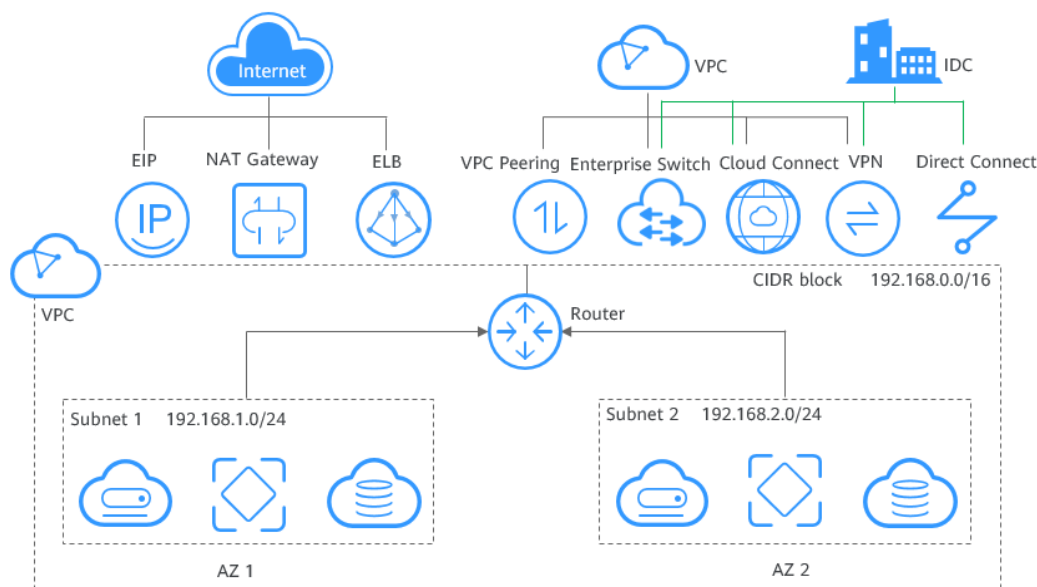 Internet
VPC
IDC
EIP
NAT Gateway
ELB
VPC Peering
Enterprise Switch
Cloud Connect
VPN
Direct Connect
IP
VPC
CIDR block 192.168.0.0/16
Router
Subnet 1 192.168.1.0/24
Subnet 2 192.168.2.0/24
AZ 1
AZ 2